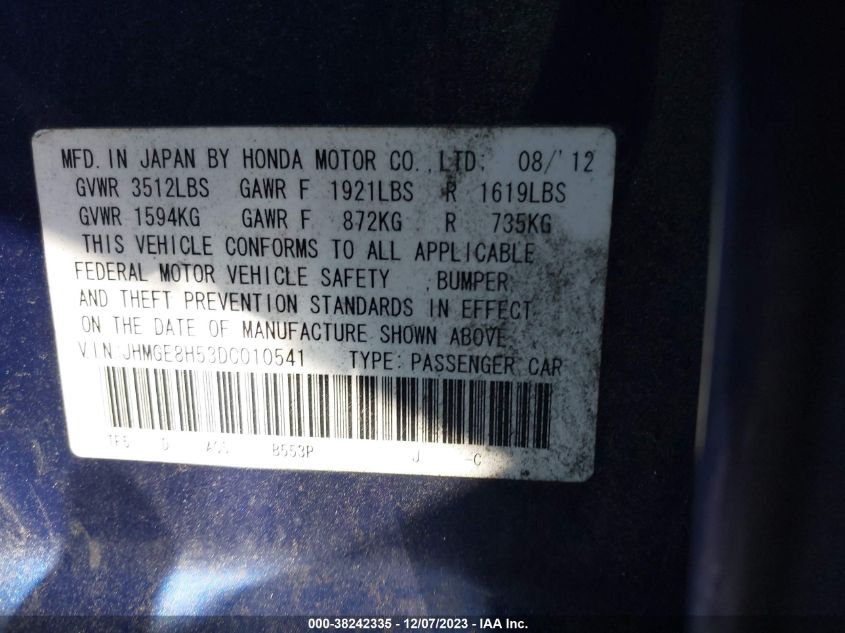 MFD. IN JAPAN BY HONDA MOTOR CO.,LTD. 08/'12
GVWR 3512LBS GAWR F 1921LBS R 1619LBS
GVWR 1594KG GAWR F 872KG R 735KG
THIS VEHICLE CONFORMS TO ALL APPLICABLE
FEDERAL MOTOR VEHICLE SAFETY ,BUMPER
AND THEFT PREVENTION STANDARDS IN EFFECT
ON THE DATE OF MANUFACTURE SHOWN ABOVE
VIN:JHMGE8H53DC010541 TYPE:PASSENGER CAR
B553P J -C
000-38242335 - 12/07/2023 - IAA Inc.